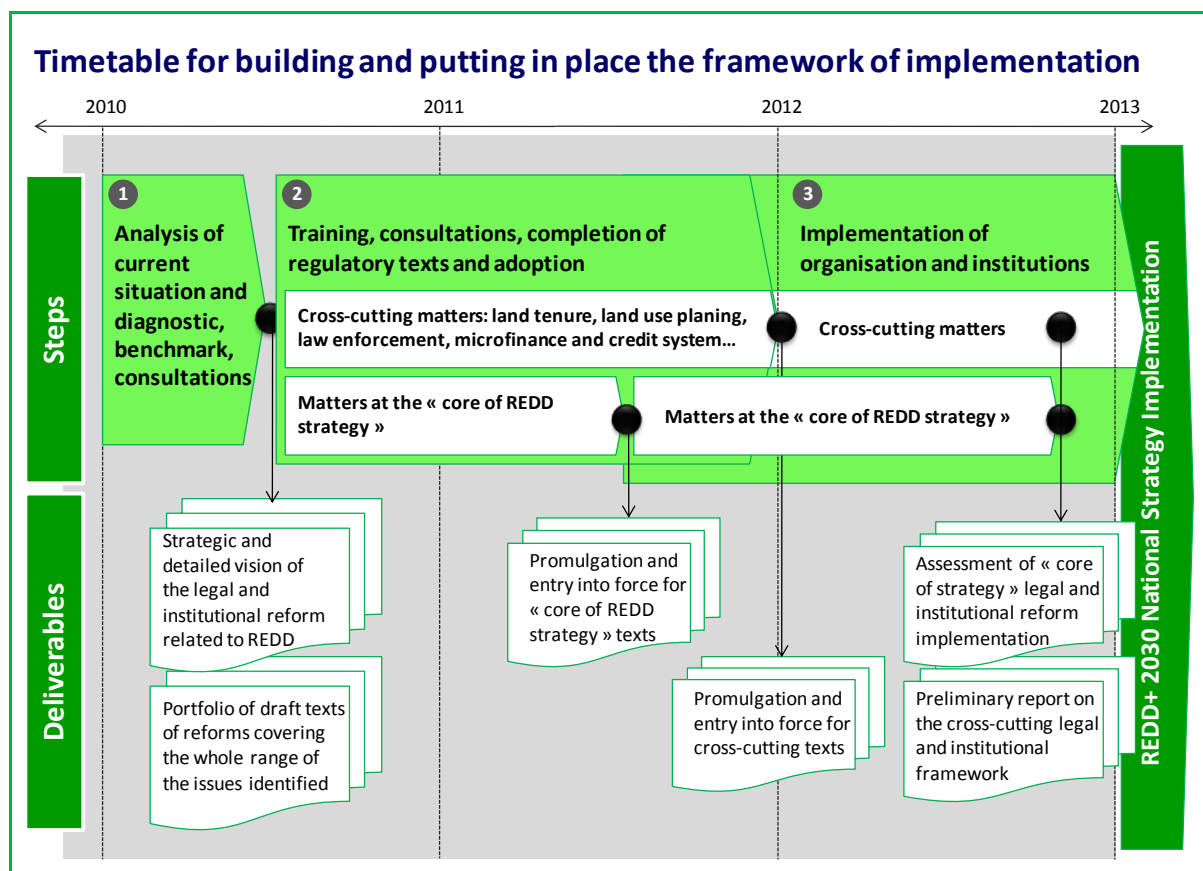 Timetable for building and putting in place the framework of implementation
2010
2011
2012
2013
Steps
1
Analysis of
current
situation and
diagnostic,
benchmark,
consultations
2
Training, consultations, completion of
regulatory texts and adoption
Cross-cutting matters: land tenure, land use planing,
law enforcement, microfinance and credit system…
Matters at the « core of REDD
strategy »
3
Implementation of
organisation and institutions
Cross-cutting matters
Matters at the « core of REDD strategy »
Deliverables
Strategic and
detailed vision of
the legal and
institutional reform
related to REDD
Portfolio of draft texts
of reforms covering
the whole range of
the issues identified
Promulgation and
entry into force for
« core of REDD
strategy » texts
Promulgation and
entry into force for
cross-cutting texts
Assessment of « core
of strategy » legal and
institutional reform
implementation
Preliminary report on
the cross-cutting legal
and institutional
framework
REDD+ 2030 National Strategy Implementation